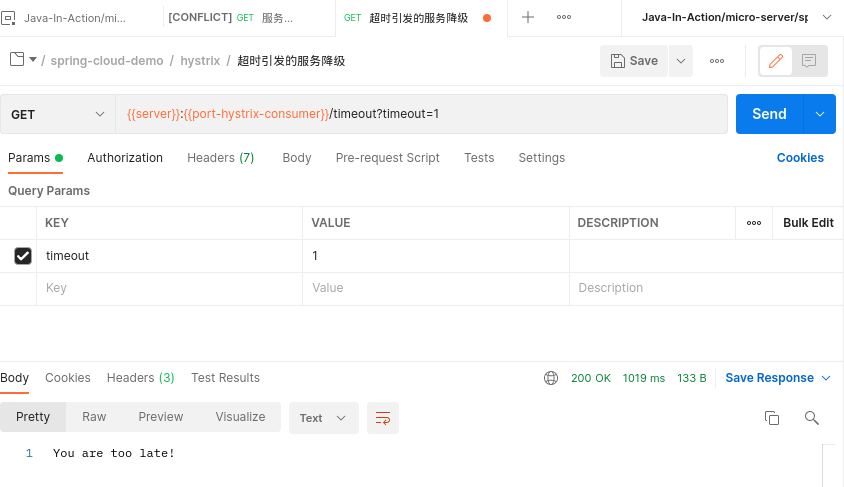 Java-In-Action/mi...
[CONFLICT] GET 服务...
GET 超时引发的服务降级
Java-In-Action/micro-server/sp
/ spring-cloud-demo / hystrix / 超时引发的服务降级
Save
GET
{{server}}:{{port-hystrix-consumer}}/timeout?timeout=1
Send
Params Authorization Headers (7) Body Pre-request Script Tests Settings Cookies
Query Params
KEY VALUE DESCRIPTION Bulk Edit
timeout 1
Key Value Description
Body Cookies Headers (3) Test Results 200 OK 1019 ms 133 B Save Response
Pretty Raw Preview Visualize Text
1 You are too late!